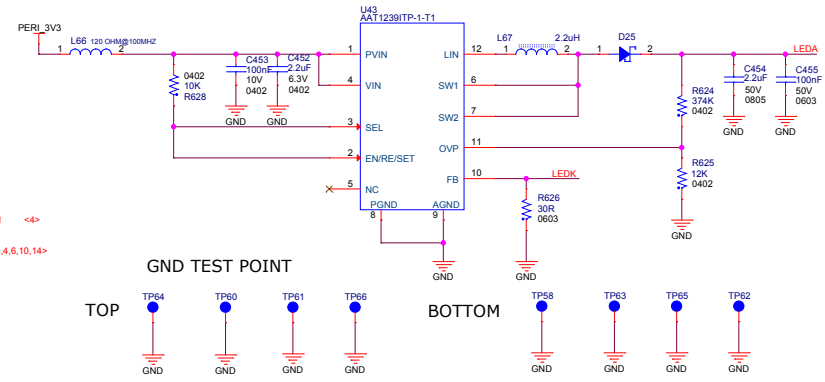 U43
AAT1239ITP-1-T1
PERI_3V3
L66 120 OHM@100MHZ
1 2
1 PVIN
LIN 12
L67 2.2uH
1 2
D25
1 2
LEDA
0402
10K
R628
C453
100nF
10V
0402
C452
2.2uF
6.3V
0402
4 VIN
SW1 6
C454
2.2uF
50V
0805
C455
100nF
50V
0603
R624
374K
0402
GND GND
3 SEL
SW2 7
GND GND
2 EN/RE/SET
OVP 11
5 NC
FB 10
LEDK
R625
12K
0402
PGND AGND
8 9
R626
30R
0603
GND
<4>
,4,6,10,14>
GND GND
GND TEST POINT
TOP
TP64 TP60 TP61 TP66
BOTTOM
TP58 TP63 TP65 TP62
GND GND GND GND GND GND GND GND